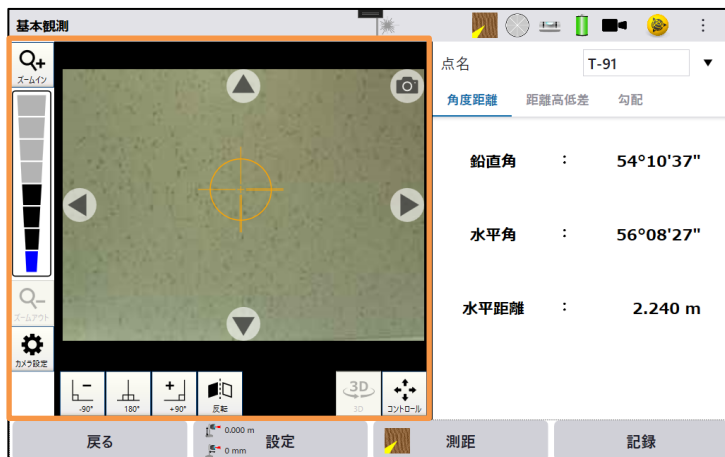 基本観測
ズームイン
ズームアウト
カメラ設定
-90°
180°
+90°
反転
3D
3D
コントロール
点名
T-91
角度距離
距離高低差
勾配
鉛直角 : 54°10'37"
水平角 : 56°08'27"
水平距離 : 2.240 m
戻る
0.000 m
0 mm
設定
測距
記録